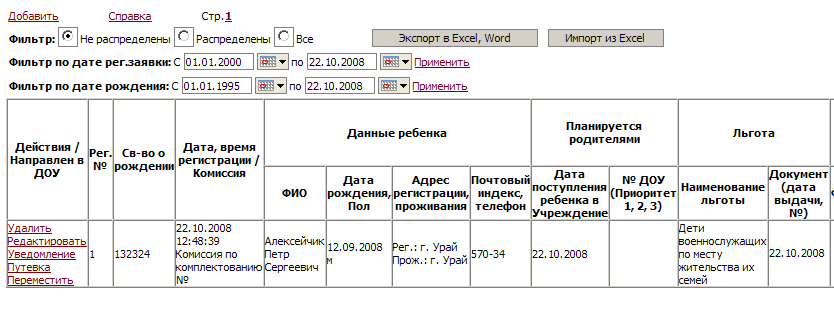 Добавить Справка Стр.1
Фильтр: Не распределены Распределены Все Экспорт в Excel, Word Импорт из Excel
Фильтр по дате рег.заявки: С 01.01.2000 по 22.10.2008 Применить
Фильтр по дате рождения: С 01.01.1995 по 22.10.2008 Применить
Действия /
Направлен в
ДОУ
Рег.
№
Св-во о
рождении
Дата, время
регистрации /
Комиссия
Данные ребенка
Планируется
родителями
Льгота
ФИО
Дата
рождения,
Пол
Адрес
регистрации,
проживания
Почтовый
индекс,
телефон
Дата
поступления
ребенка в
Учреждение
№ ДОУ
(Приоритет
1, 2, 3)
Наименование
льготы
Документ
(дата
выдачи,
№)
Удалить
Редактировать
Уведомление
Путевка
Переместить
1
132324
22.10.2008
12:48:39
Комиссия по
комплектованию
№
Алексейчик
Петр
Сергеевич
12.09.2008
м
Рег.: г. Урай
Прож.: г. Урай
570-34
22.10.2008
Дети
военнослужащих
по месту
жительства их
семей
22.10.2008